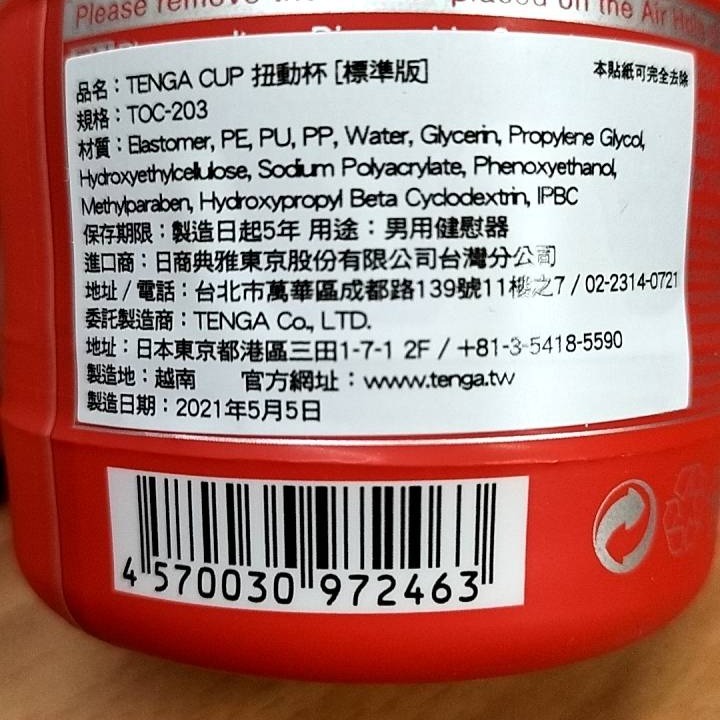 Please remove the placed on the Air Hole
品名：TENGA CUP 扭動杯 [標準版] 本貼紙可完全去除
規格：TOC-203
材質：Elastomer, PE, PU, PP, Water, Glycerin, Propylene Glycol,
Hydroxyethylcellulose, Sodium Polyacrylate, Phenoxyethanol,
Methylparaben, Hydroxypropyl Beta Cyclodextrin, IPBC
保存期限：製造日起5年 用途：男用健慰器
進口商：日商典雅東京股份有限公司台灣分公司
地址/電話：台北市萬華區成都路139號11樓之7 / 02-2314-0721
委託製造商：TENGA Co., LTD.
地址：日本東京都港區三田1-7-1 2F / +81-3-5418-5590
製造地：越南 官方網址：www.tenga.tw
製造日期：2021年5月5日
4 570030 972463